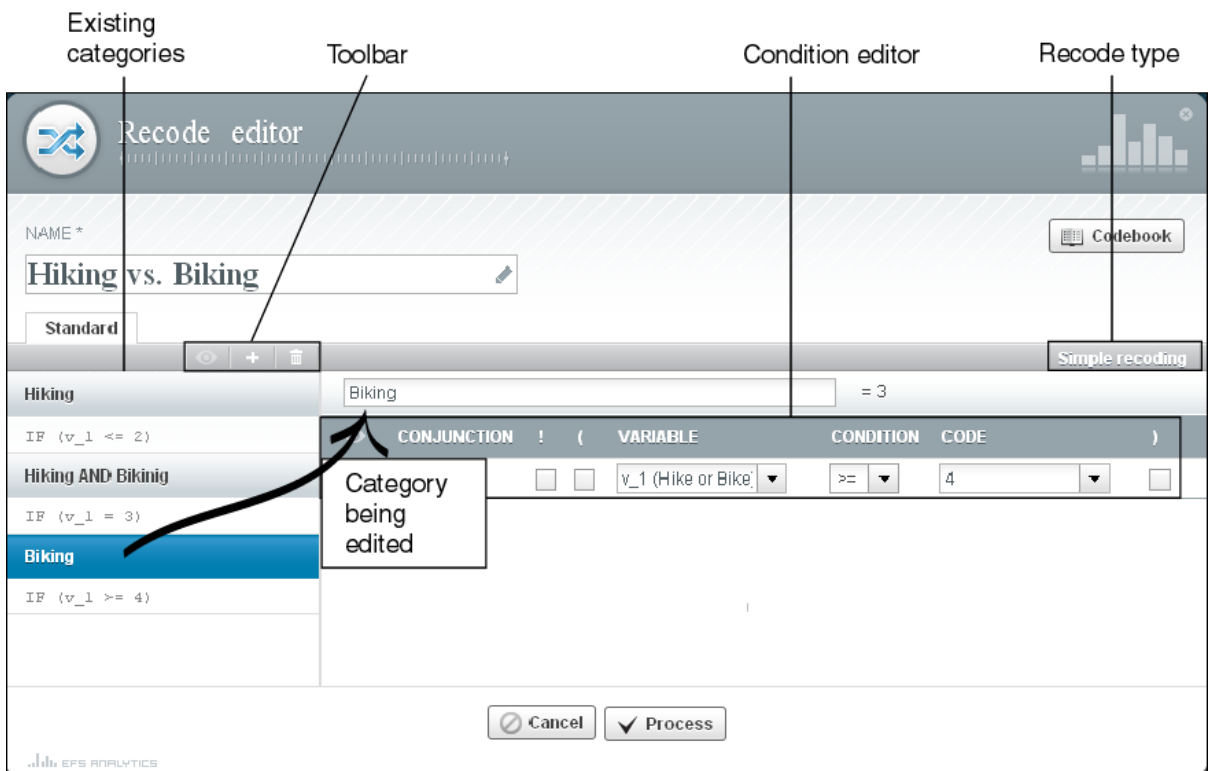 Existing
categories
Toolbar
Condition editor
Recode type
Recode editor
NAME *
Codebook
Hiking vs. Biking
Standard
Simple recoding
Hiking
Biking
= 3
IF (v_1 <= 2)
CONJUNCTION ! ( VARIABLE CONDITION CODE )
Hiking AND Bikinig
v_1 (Hike or Bike) >= 4
Category
being
edited
IF (v_1 = 3)
Biking
IF (v_1 >= 4)
Cancel
Process
EFS ANALYTICS